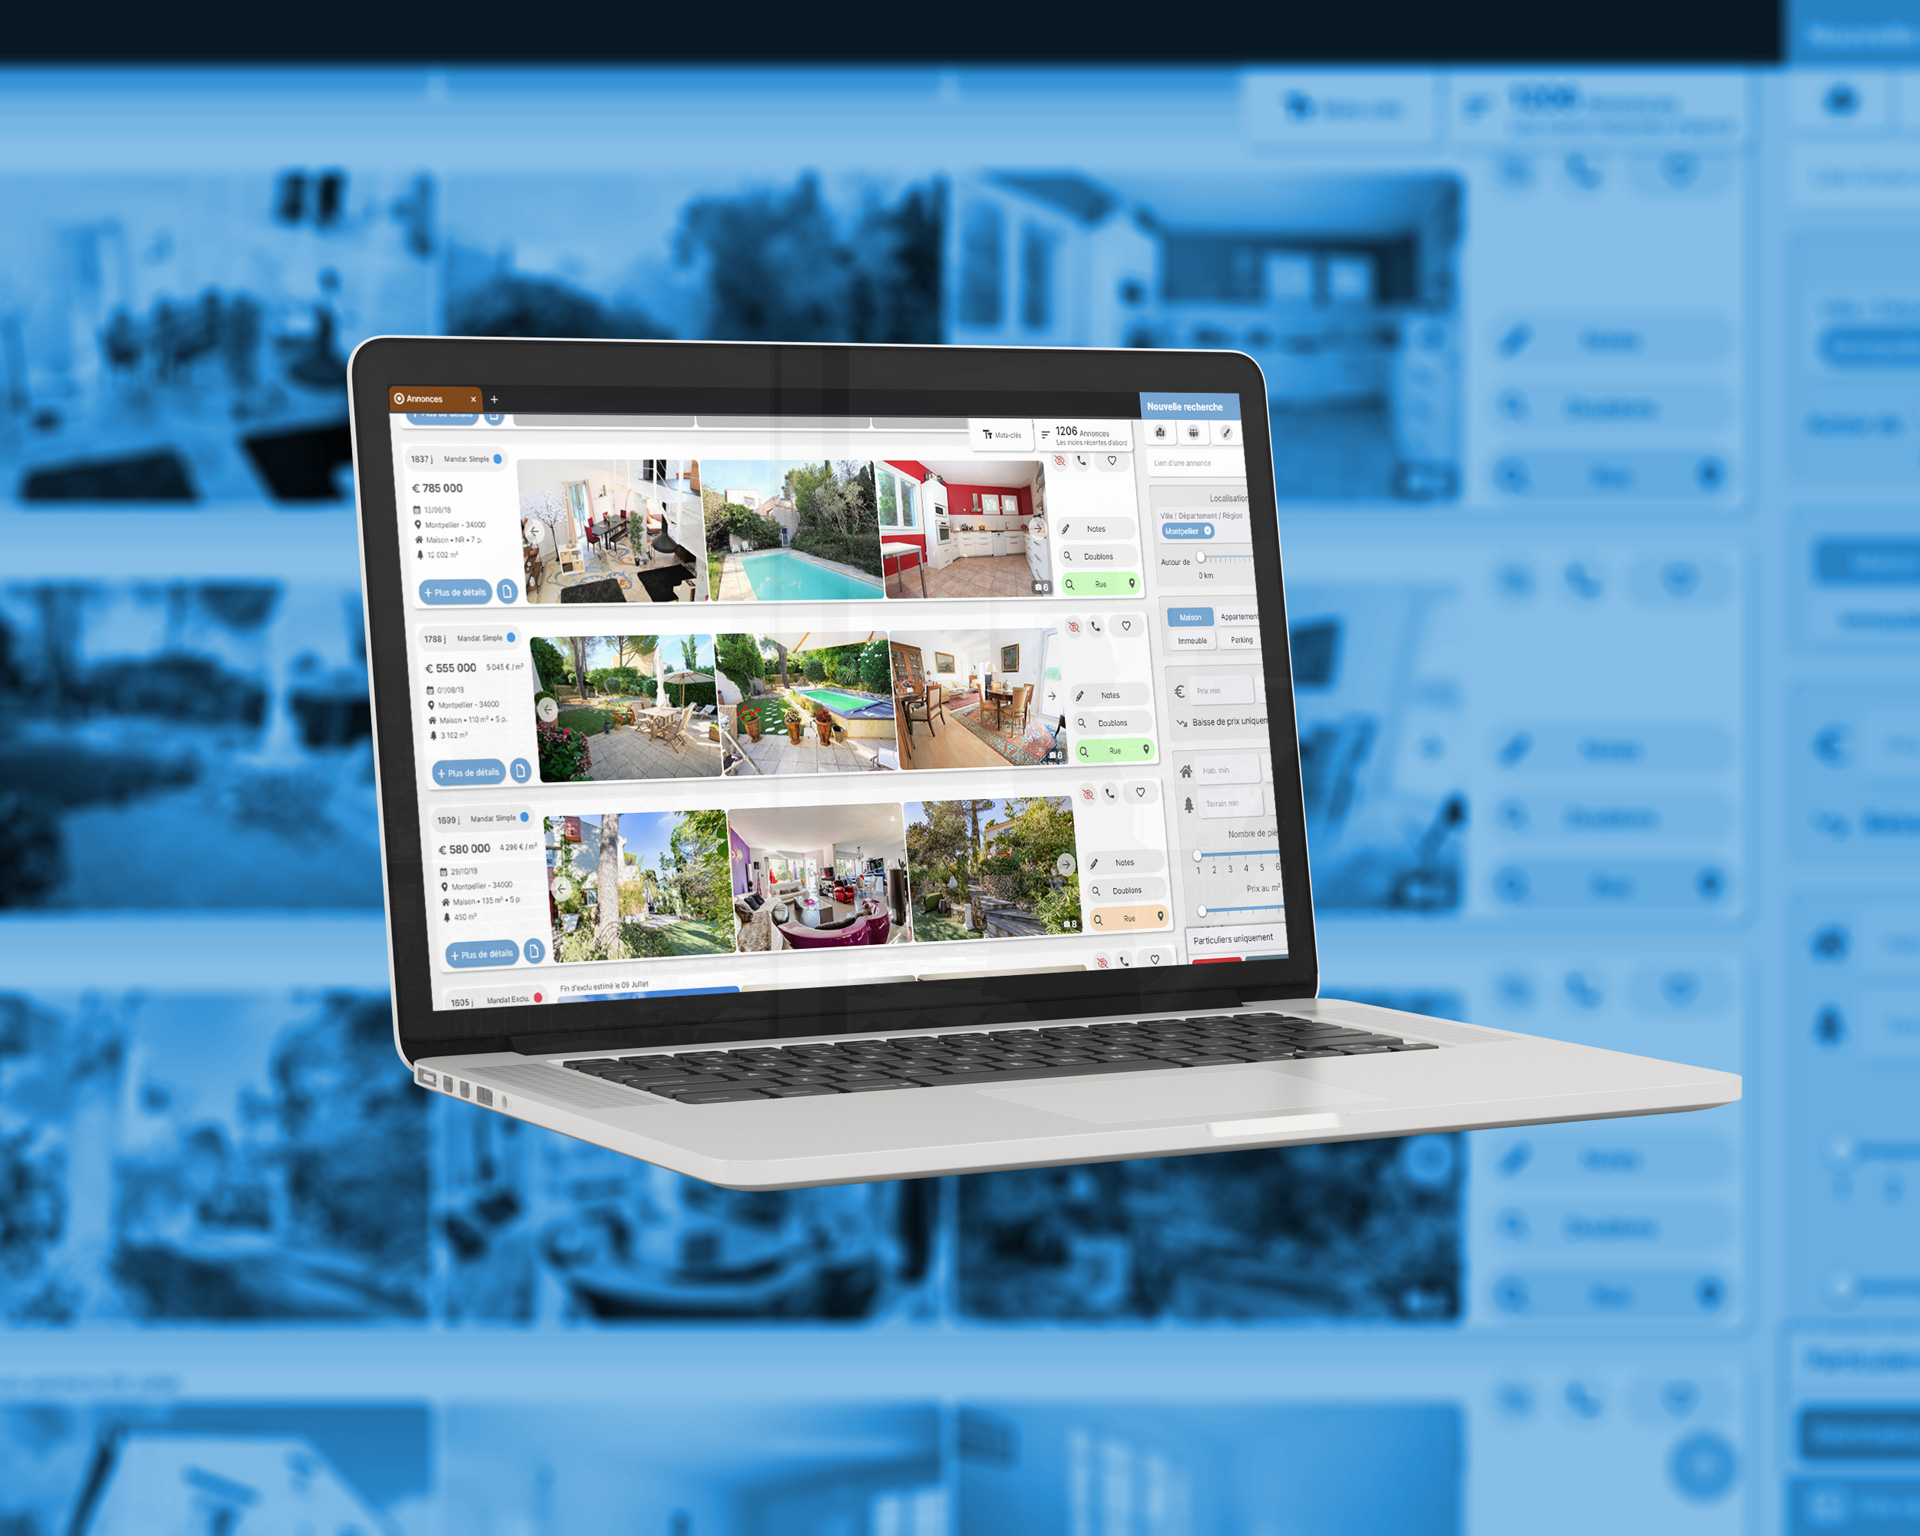 Annonces
Nouvelle recherche
Plus de détails
Mots-clés
1206 Annonces
Les moins récentes d'abord
Lien d'une annonce
1837 j Mandat Simple
€ 785 000
13/06/18
Montpellier - 34000
Maison • NR • 7 p.
12 002 m²
+ Plus de détails
6
Notes
Doublons
Rue
Localisation
Ville / Département / Région
Montpellier
Autour de
0 km
1788 j Mandat Simple
€ 555 000 5 045 € / m²
01/08/18
Montpellier - 34000
Maison • 110 m² • 5 p.
3 102 m²
+ Plus de détails
6
Notes
Doublons
Rue
Maison Appartement
Immeuble Parking
€ Prix min
Baisse de prix uniquem
1699 j Mandat Simple
€ 580 000 4 296 € / m²
29/10/18
Montpellier - 34000
Maison • 135 m² • 5 p.
450 m²
+ Plus de détails
8
Notes
Doublons
Rue
Hab. min
Terrain min
Nombre de piè
1 2 3 4 5 6
Prix au m²
Particuliers uniquement
1605 j Mandat Exclu.
Fin d'exclu estimé le 09 Juillet
1206